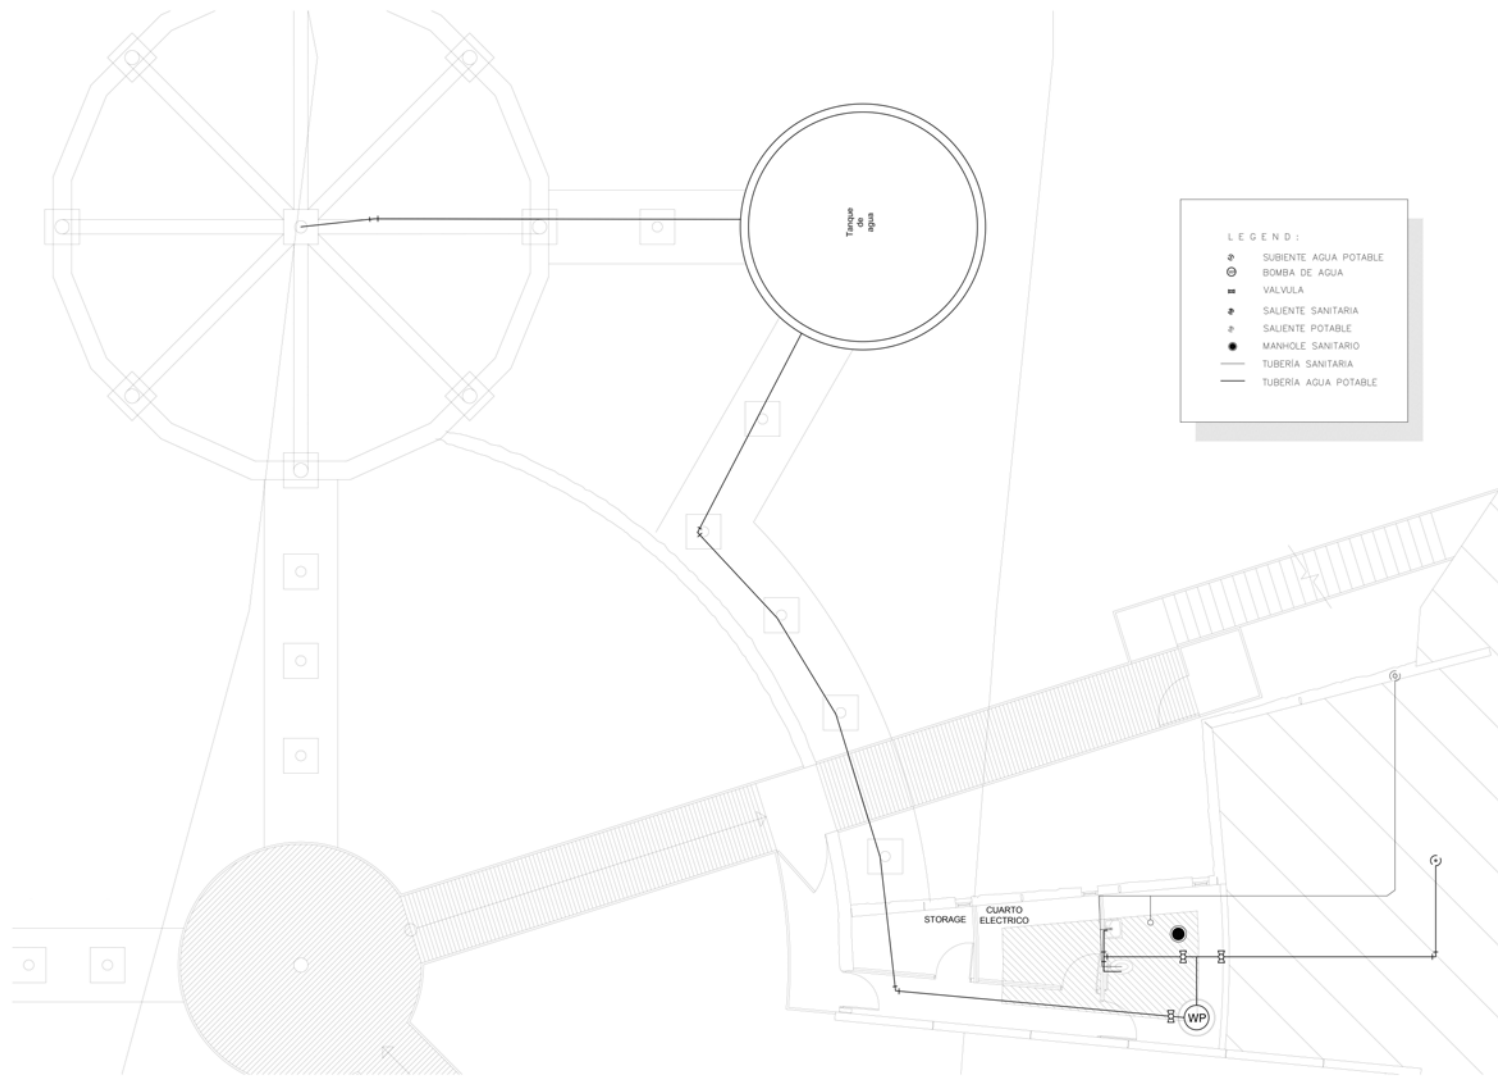 Tanque
de
agua
LEGEND:
SUBIENTE AGUA POTABLE
BOMBA DE AGUA
VALVULA
SALIENTE SANITARIA
SALIENTE POTABLE
MANHOLE SANITARIO
TUBERÍA SANITARIA
TUBERÍA AGUA POTABLE
STORAGE
CUARTO
ELECTRICO
WP